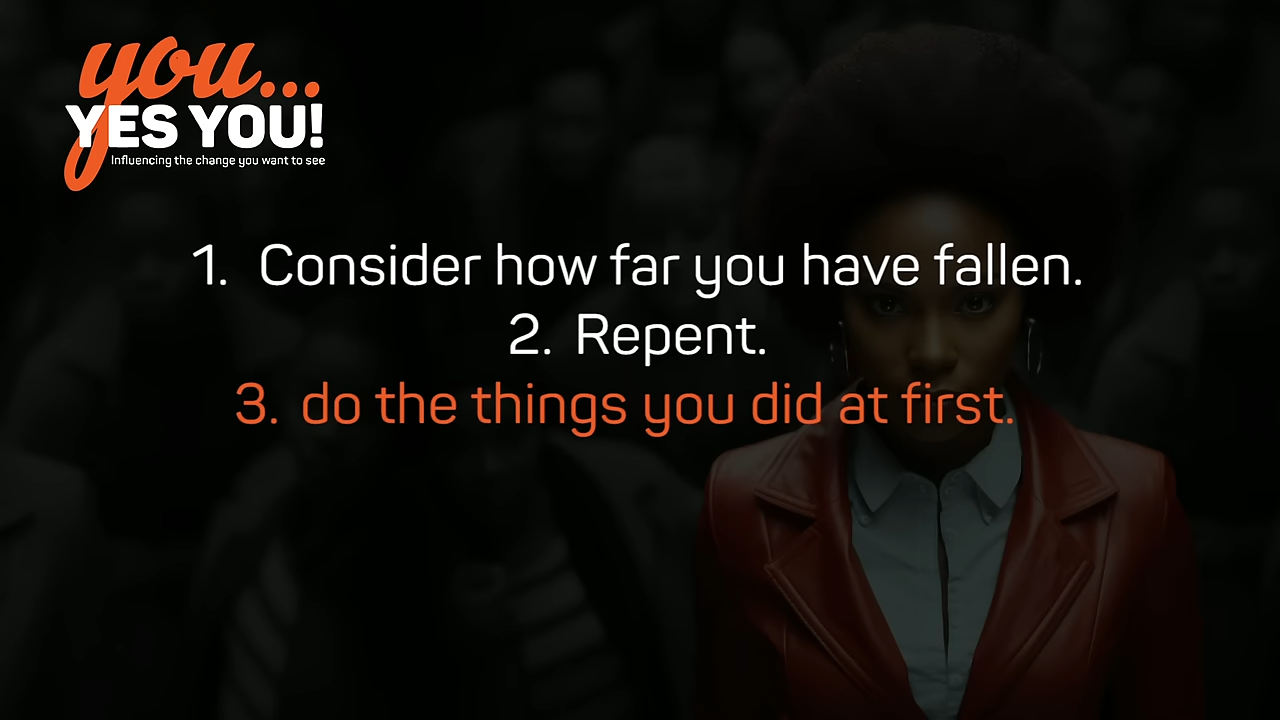 you...
YES YOU!
Influencing the change you want to see
1. Consider how far you have fallen.
2. Repent.
3. do the things you did at first.